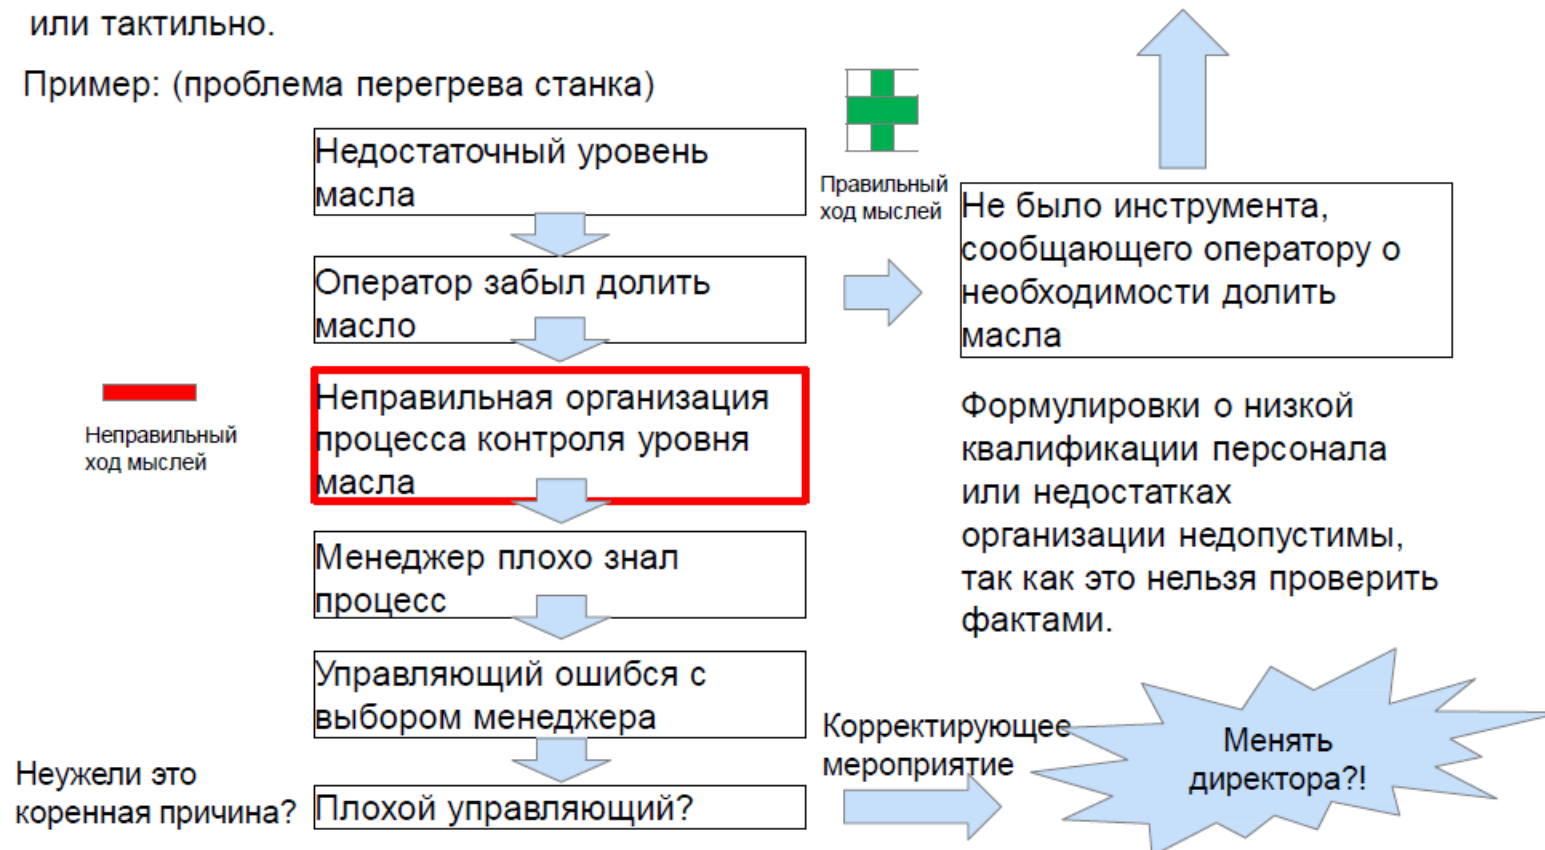 или тактильно.
Пример: (проблема перегрева станка)
Недостаточный уровень
масла
Оператор забыл долить
масло
Неправильная организация
процесса контроля уровня
масла
Менеджер плохо знал
процесс
Управляющий ошибся с
выбором менеджера
Плохой управляющий?
Неправильный
ход мыслей
Неужели это
коренная причина?
Правильный
ход мыслей
Не было инструмента,
сообщающего оператору о
необходимости долить
масла
Формулировки о низкой
квалификации персонала
или недостатках
организации недопустимы,
так как это нельзя проверить
фактами.
Корректирующее
мероприятие
Менять
директора?!